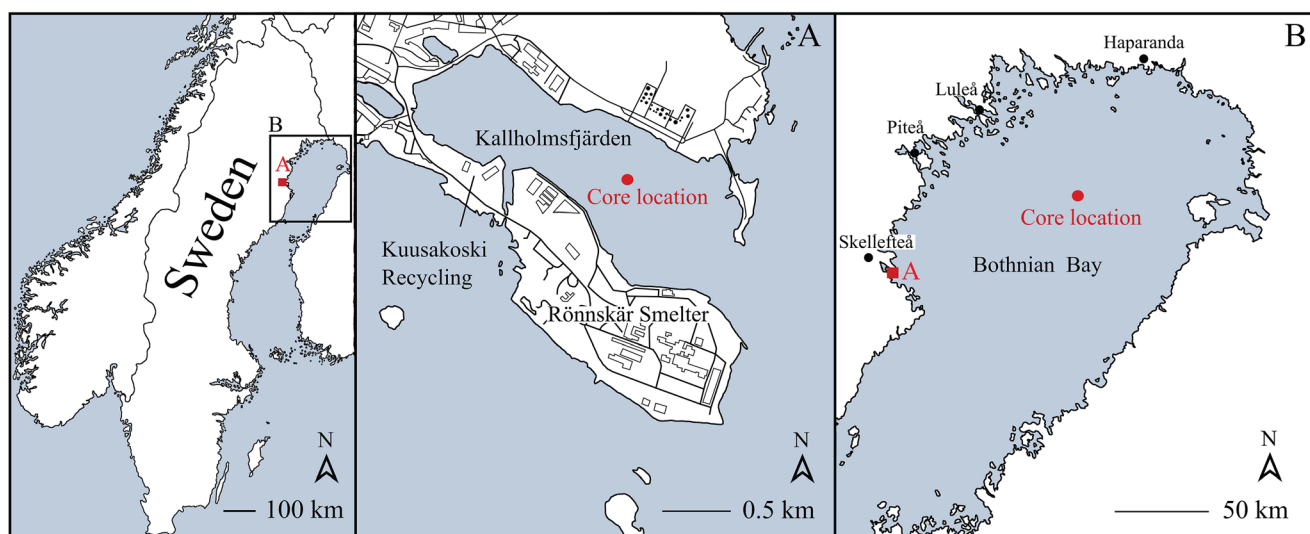 B
A
Sweden
N
100 km
A
Kallholmsfjärden
Core location
Kuusakoski
Recycling
Rönnskär Smelter
N
0.5 km
B
Haparanda
Luleå
Piteå
Core location
Skellefteå
A
Bothnian Bay
N
50 km